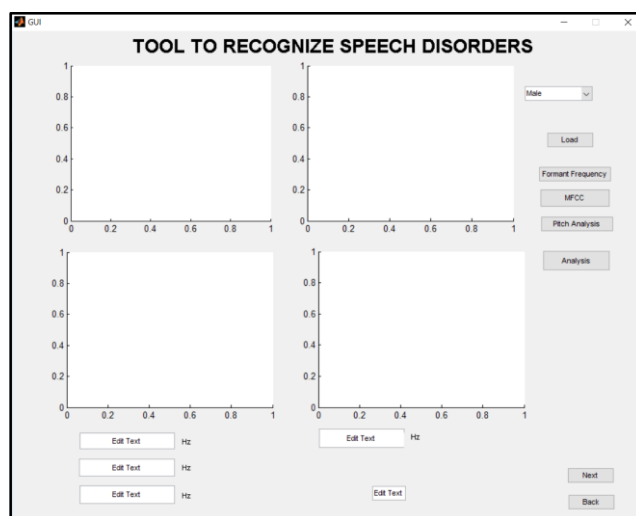 GUI
TOOL TO RECOGNIZE SPEECH DISORDERS
1
0.8
0.6
0.4
0.2
0
0 0.2 0.4 0.6 0.8 1
1
0.8
0.6
0.4
0.2
0
0 0.2 0.4 0.6 0.8 1
Male
Load
Formant Frequency
MFCC
Pitch Analysis
Analysis
1
0.8
0.6
0.4
0.2
0
0 0.2 0.4 0.6 0.8 1
1
0.8
0.6
0.4
0.2
0
0 0.2 0.4 0.6 0.8 1
Edit Text Hz
Edit Text Hz
Edit Text Hz
Edit Text Hz
Edit Text
Next
Back